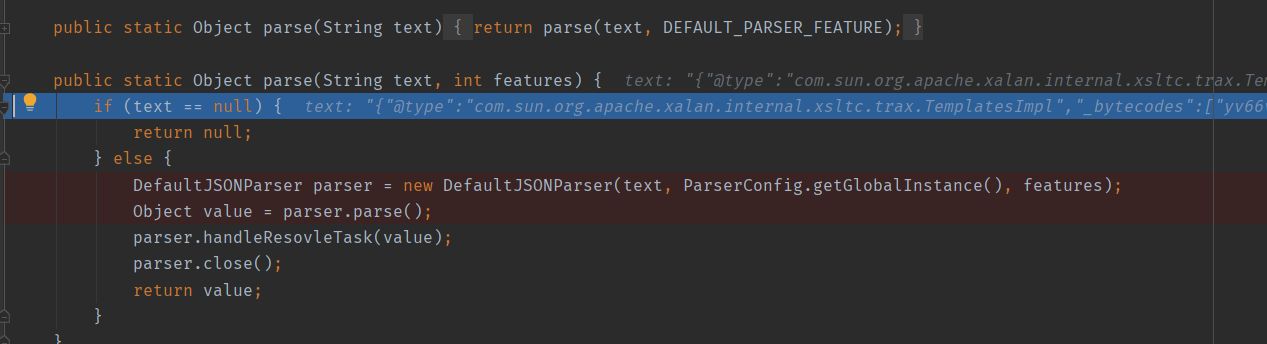 public static Object parse(String text) { return parse(text, DEFAULT_PARSER_FEATURE); }
public static Object parse(String text, int features) { text: "{"@type":"com.sun.org.apache.xalan.internal.xsltc.trax.Tem
if (text == null) { text: "{"@type":"com.sun.org.apache.xalan.internal.xsltc.trax.TemplatesImpl","_bytecodes":["yv66
return null;
} else {
DefaultJSONParser parser = new DefaultJSONParser(text, ParserConfig.getGlobalInstance(), features);
Object value = parser.parse();
parser.handleResovleTask(value);
parser.close();
return value;
}
}